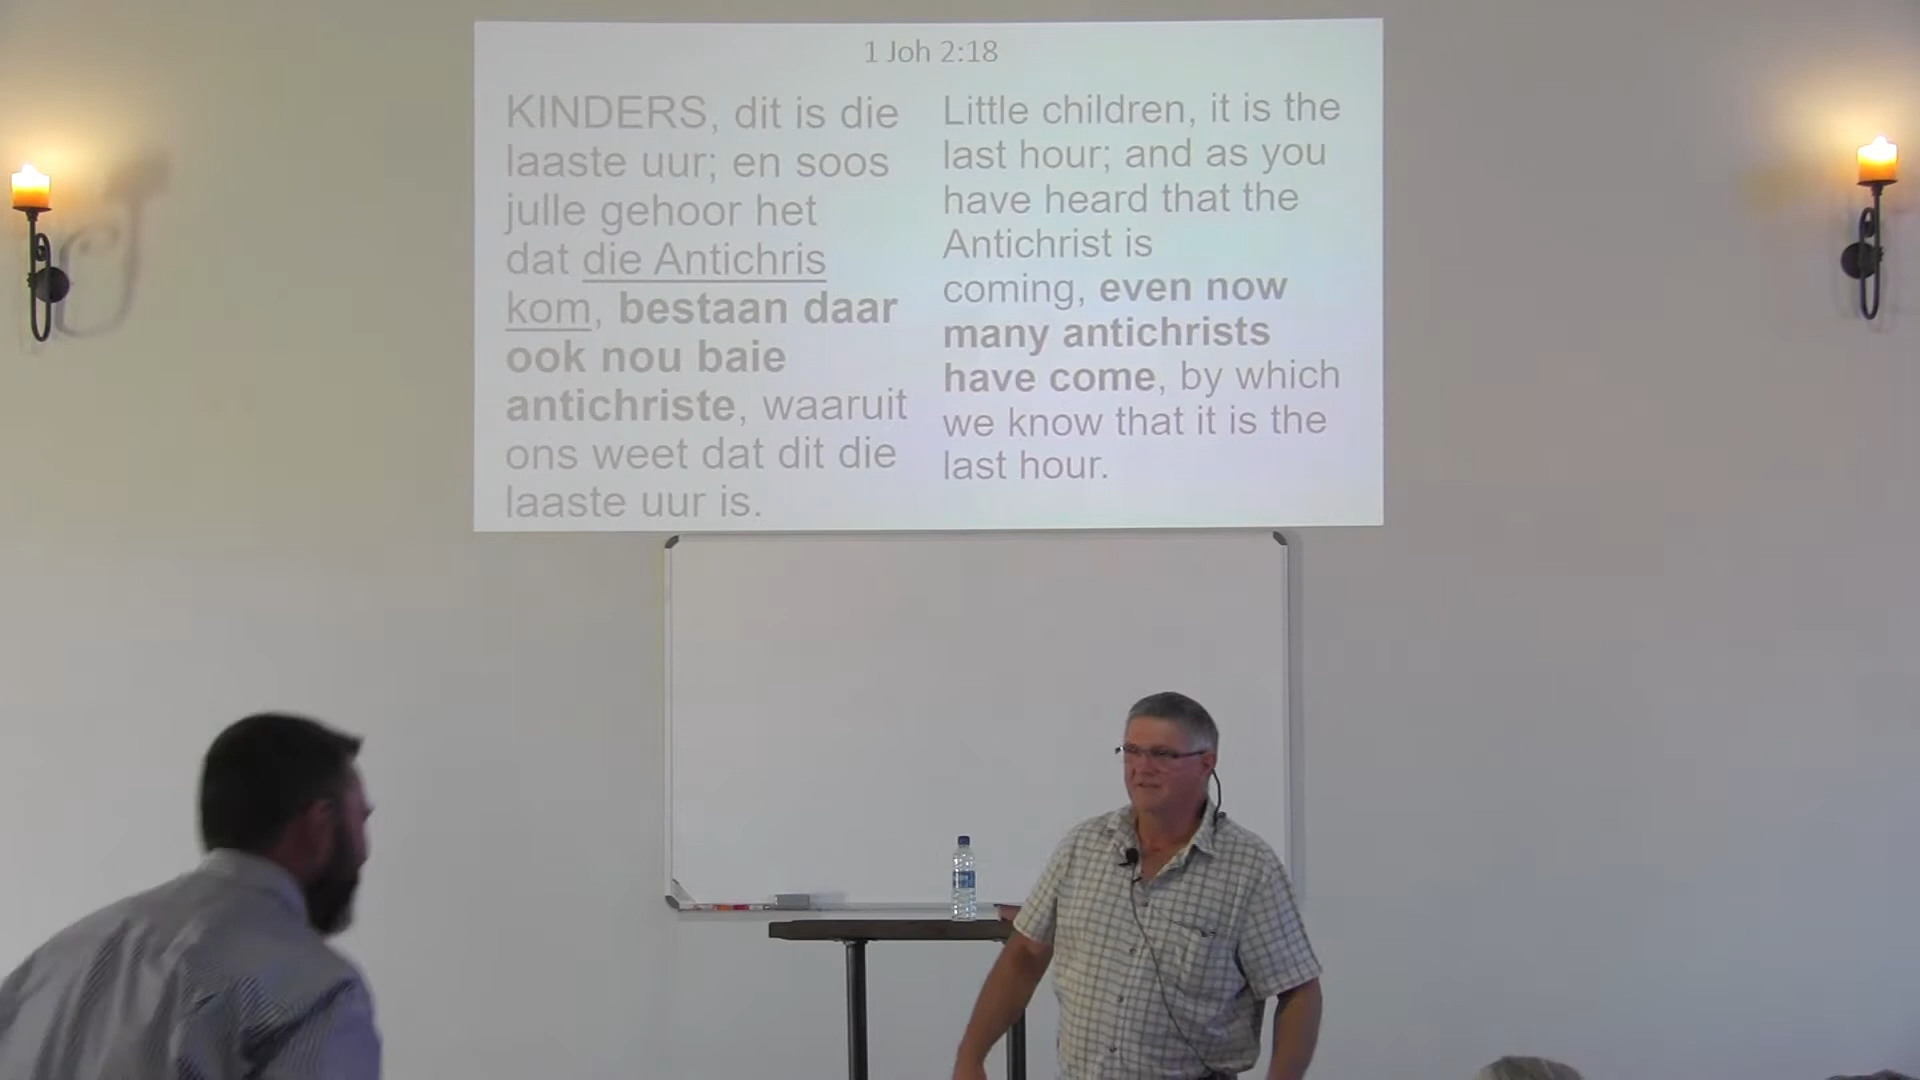 1 Joh 2:18
KINDERS, dit is die
laaste uur; en soos
julle gehoor het
dat die Antichris
kom, bestaan daar
ook nou baie
antichriste, waaruit
ons weet dat dit die
laaste uur is.
Little children, it is the
last hour; and as you
have heard that the
Antichrist is
coming, even now
many antichrists
have come, by which
we know that it is the
last hour.